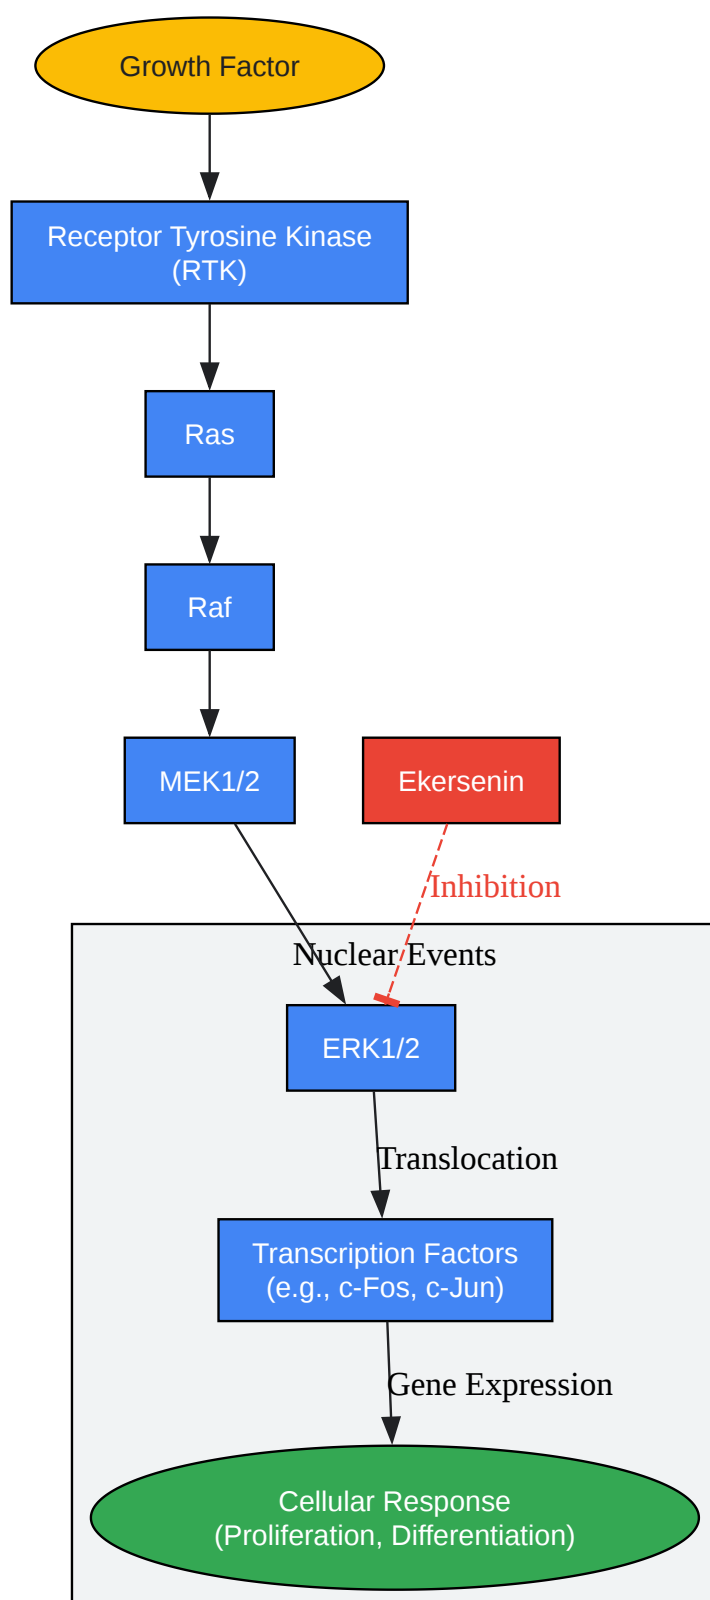 Growth Factor
Receptor Tyrosine Kinase
(RTK)
Ras
Raf
MEK1/2
Ekersenin
Inhibition
Nuclear Events
ERK1/2
Translocation
Transcription Factors
(e.g., c-Fos, c-Jun)
Gene Expression
Cellular Response
(Proliferation, Differentiation)